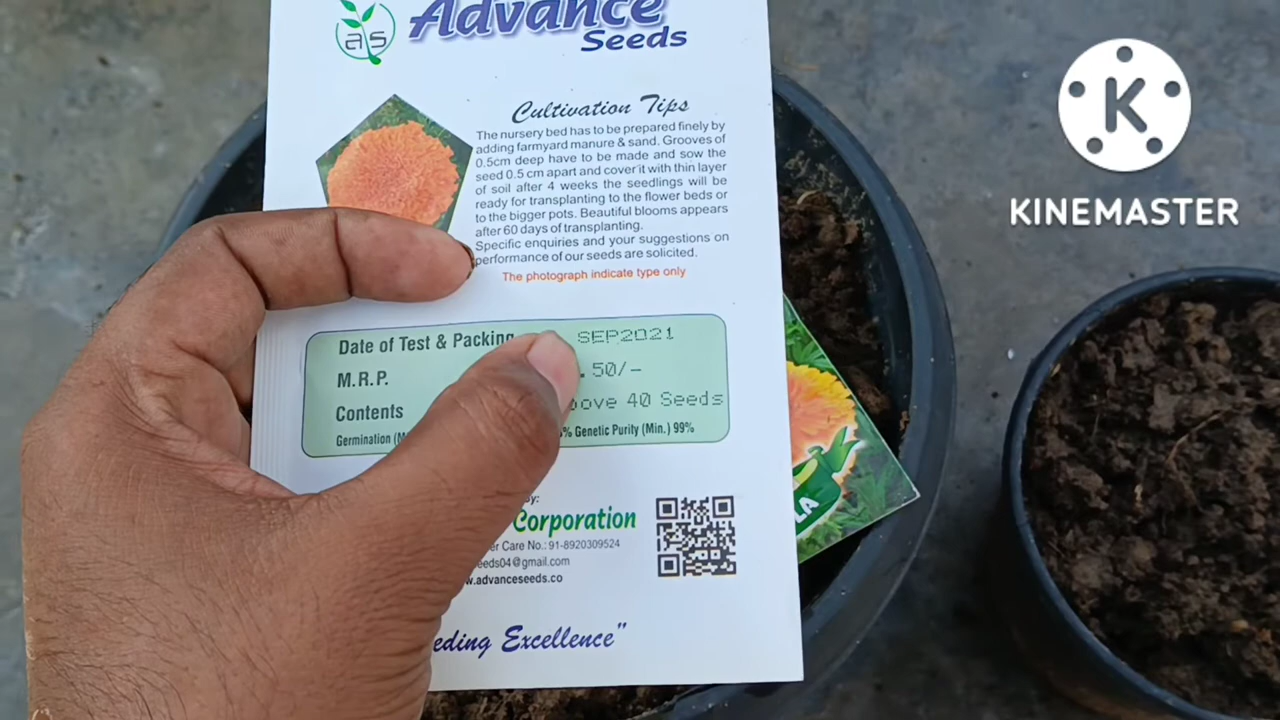 as Advance
Seeds
Cultivation Tips
The nursery bed has to be prepared finely by
adding farmyard manure & sand. Grooves of
0.5cm deep have to be made and sow the
seed 0.5 cm apart and cover it with thin layer
of soil after 4 weeks the seedlings will be
ready for transplanting to the flower beds or
to the bigger pots. Beautiful blooms appears
after 60 days of transplanting.
Specific enquiries and your suggestions on
performance of our seeds are solicited.
The photograph indicate type only
Date of Test & Packing SEP2021
M.R.P. . 50/-
Contents ove 40 Seeds
Germination (M % Genetic Purity (Min.) 99%
by:
Corporation
er Care No.: 91-8920309524
eeds04@gmail.com
w.advanceseeds.co
eding Excellence"
LA
K
KINEMASTER